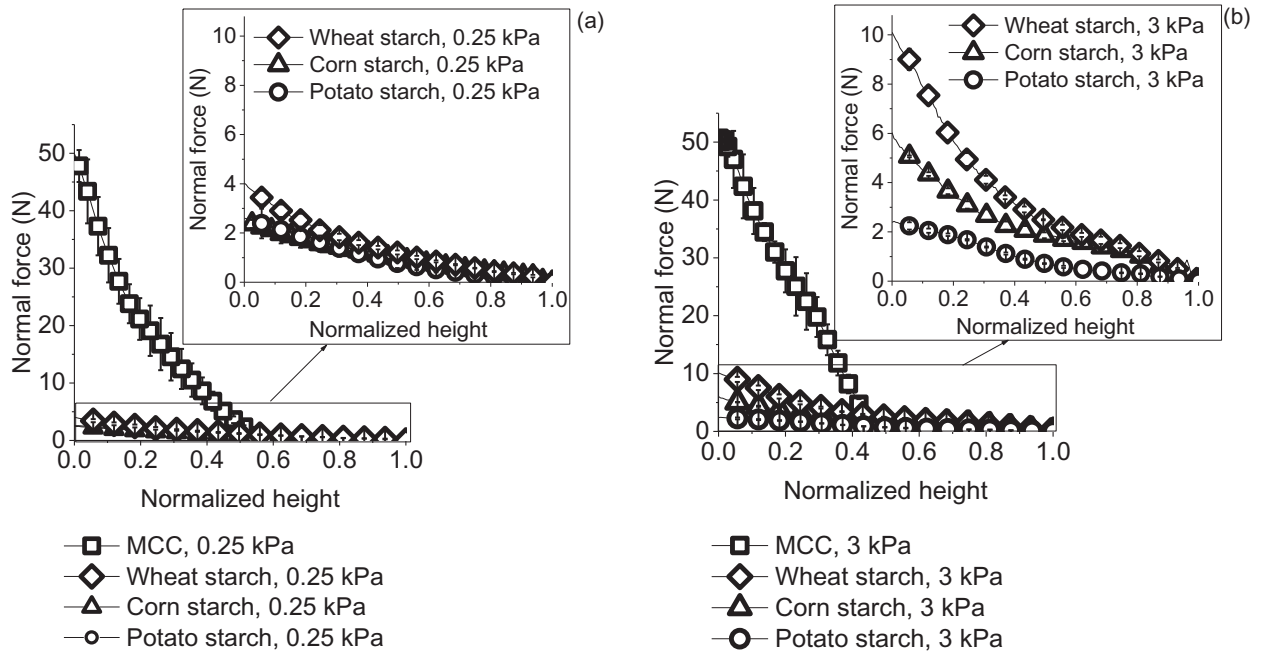 (a)
Normal force (N)
10
8
6
4
2
0
Wheat starch, 0.25 kPa
Corn starch, 0.25 kPa
Potato starch, 0.25 kPa
0.0 0.2 0.4 0.6 0.8 1.0
Normalized height
Normal force (N)
50
40
30
20
10
0
0.0 0.2 0.4 0.6 0.8 1.0
Normalized height
MCC, 0.25 kPa
Wheat starch, 0.25 kPa
Corn starch, 0.25 kPa
Potato starch, 0.25 kPa
(b)
Normal force (N)
10
8
6
4
2
0
Wheat starch, 3 kPa
Corn starch, 3 kPa
Potato starch, 3 kPa
0.0 0.2 0.4 0.6 0.8 1.0
Normalized height
Normal force (N)
50
40
30
20
10
0
0.0 0.2 0.4 0.6 0.8 1.0
Normalized height
MCC, 3 kPa
Wheat starch, 3 kPa
Corn starch, 3 kPa
Potato starch, 3 kPa